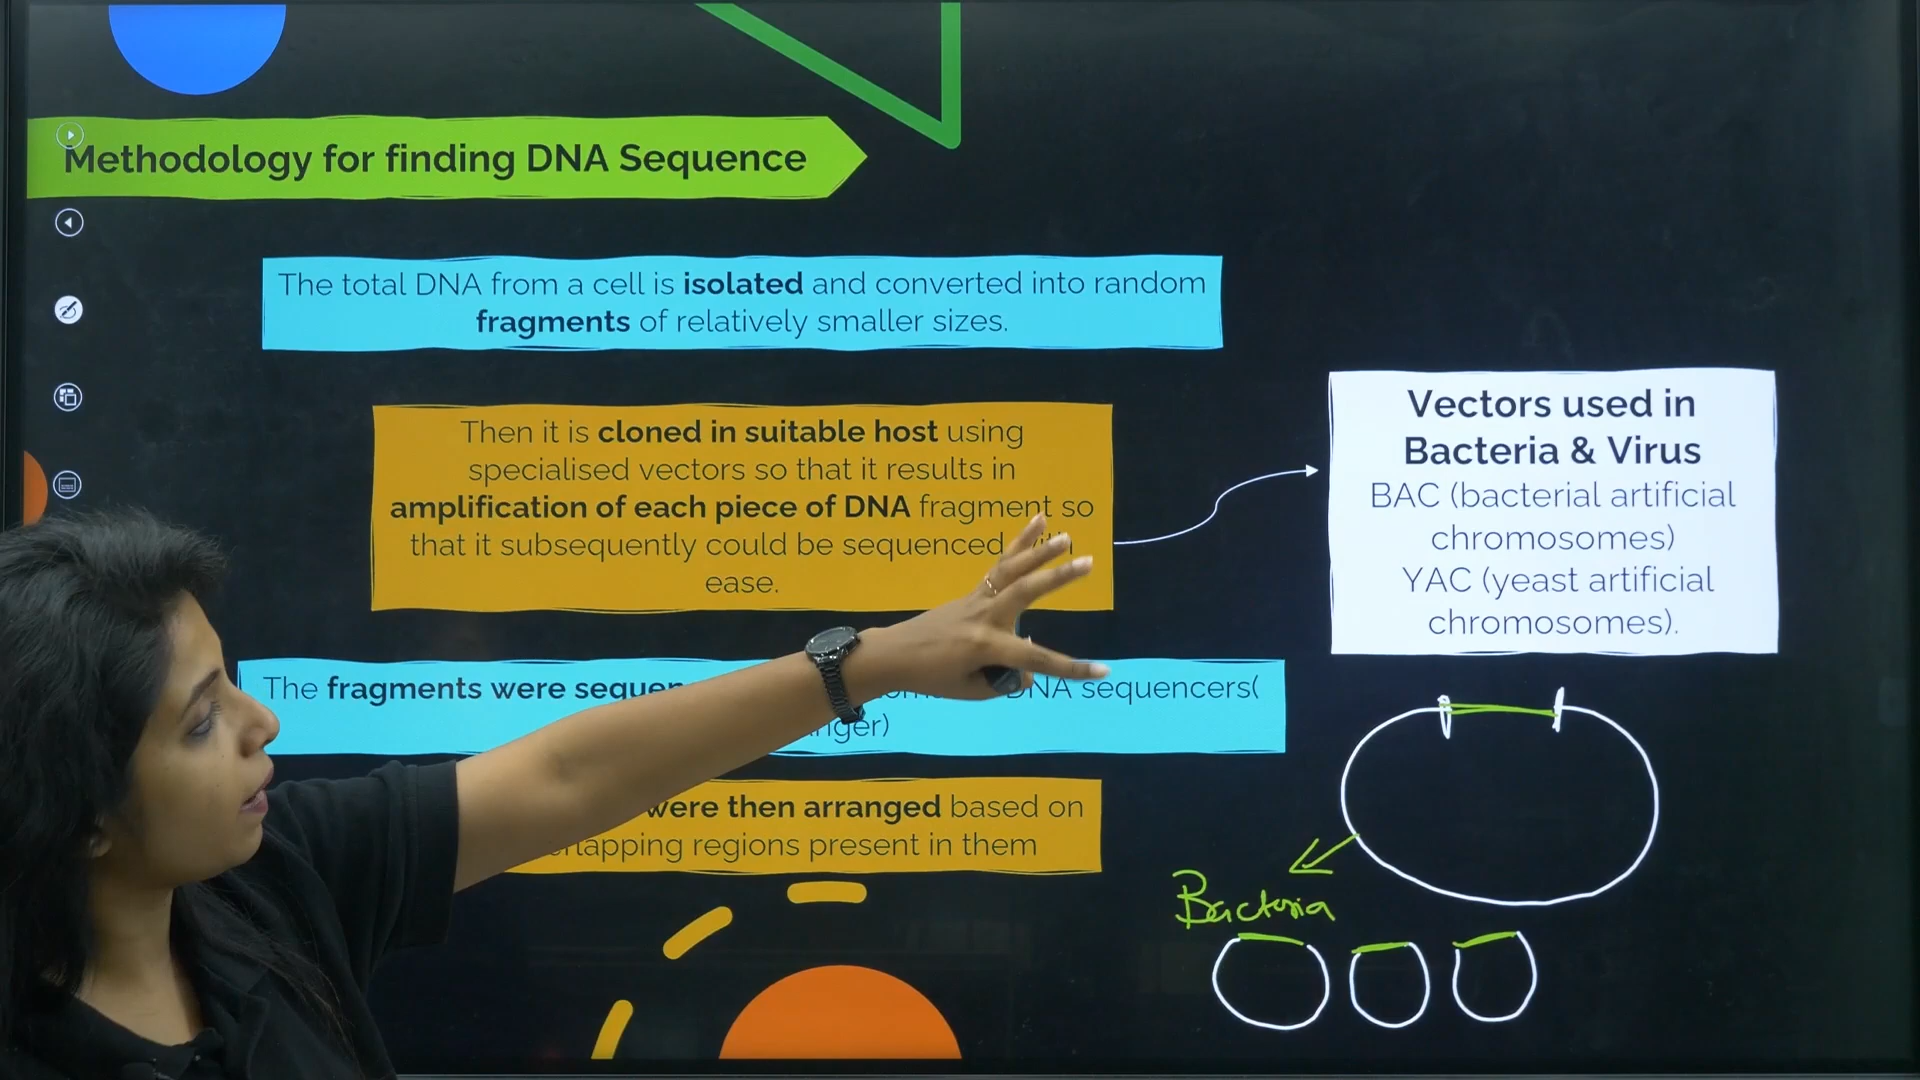 Methodology for finding DNA Sequence
The total DNA from a cell is isolated and converted into random
fragments of relatively smaller sizes.
Then it is cloned in suitable host using
specialised vectors so that it results in
amplification of each piece of DNA fragment so
that it subsequently could be sequenced
ease.
Vectors used in
Bacteria & Virus
BAC (bacterial artificial
chromosomes)
YAC (yeast artificial
chromosomes).
The fragments were DNA sequencers(
were then arranged based on
regions present in them
Bacteria